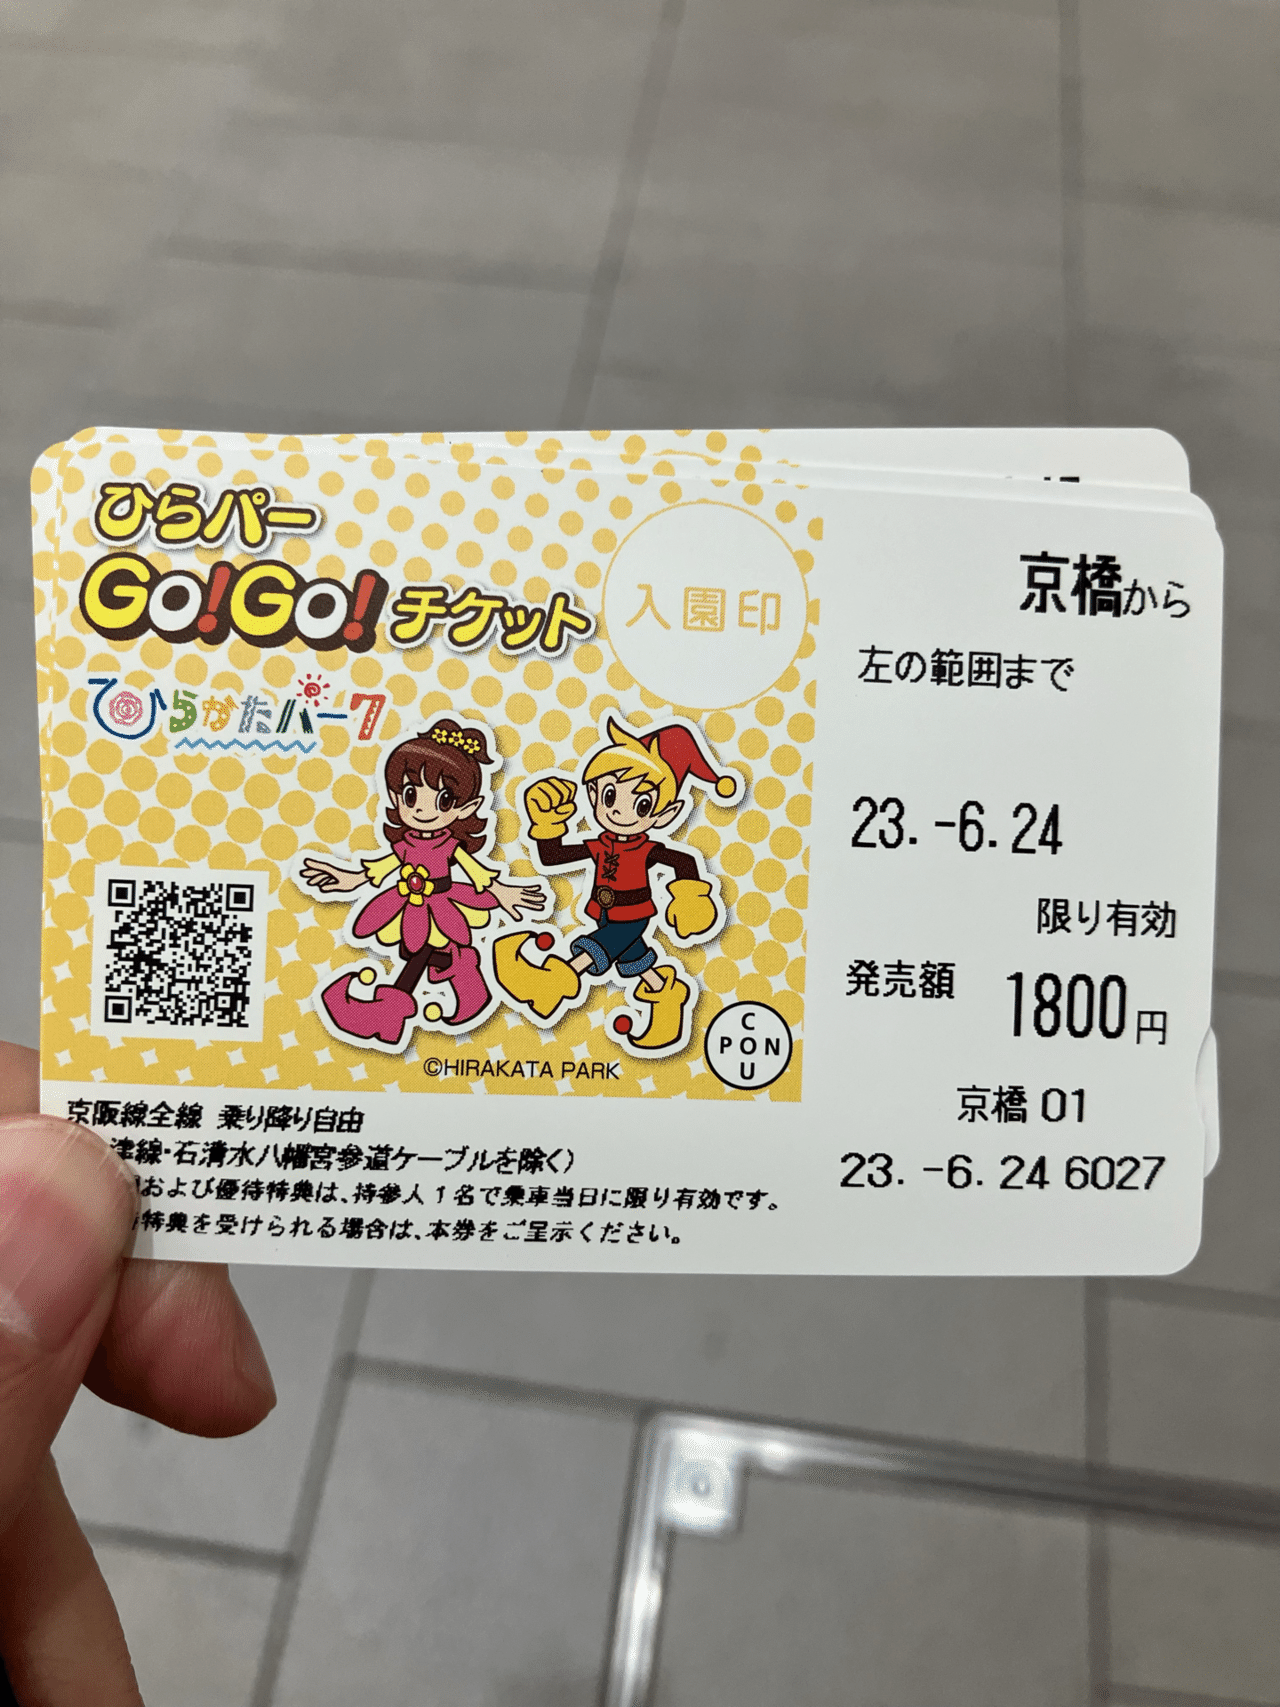 ひらパー
GO!GO!チケット
ひらかたパーク
入園印
©HIRAKATA PARK
C
PON
O
U
京橋から
左の範囲まで
23.-6.24
限り有効
発売額 1800円
京橋 01
23.-6.24 6027
京阪線全線 乗り降り自由
津線・石清水八幡宮参道ケーブルを除く)
および優待特典は、持参人1名で乗車当日に限り有効です。
特典を受けられる場合は、本券をご呈示ください。